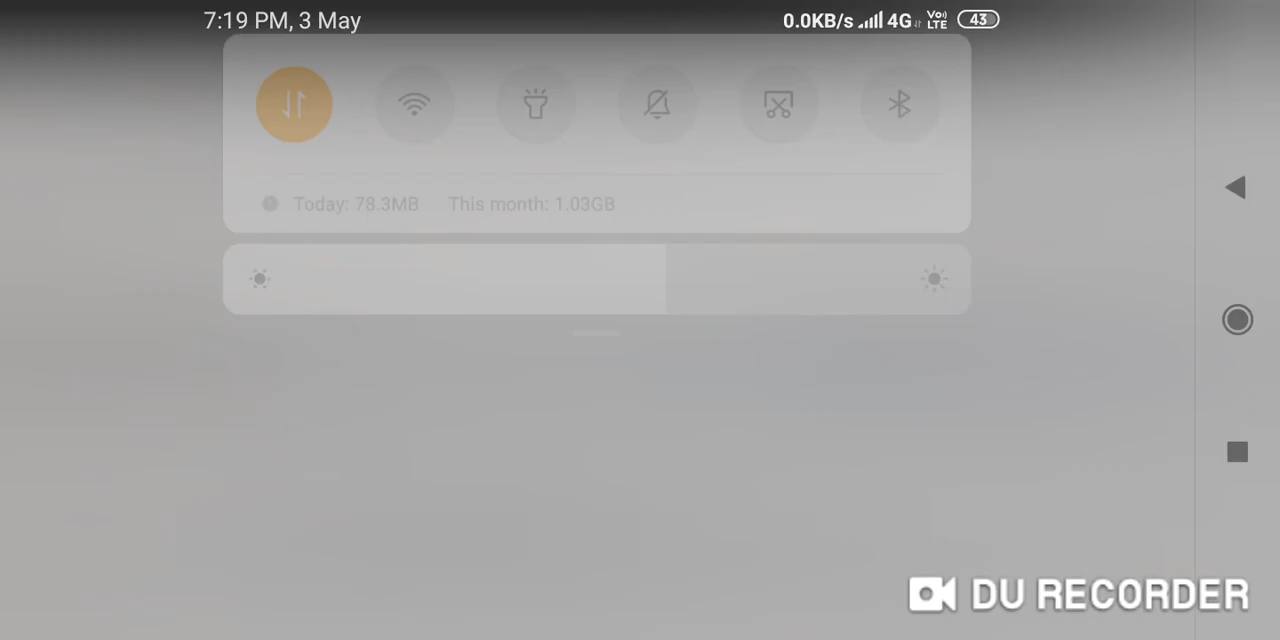 7:19 PM, 3 May 0.0KB/s 4G Vo) LTE 43
Today: 78.3MB This month: 1.03GB
DU RECORDER